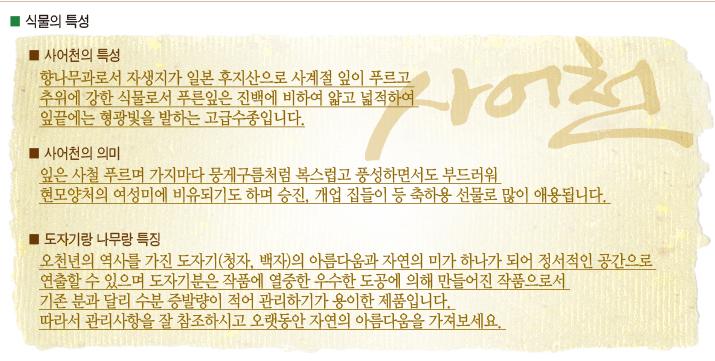 ■ 식물의 특성
■ 사어천의 특성
사어천
향나무과로서 자생지가 일본 후지산으로 사계절 잎이 푸르고
추위에 강한 식물로서 푸른잎은 진백에 비하여 얇고 넓적하여
잎끝에는 형광빛을 발하는 고급수종입니다.
■ 사어천의 의미
잎은 사철 푸르며 가지마다 뭉게구름처럼 복스럽고 풍성하면서도 부드러워
현모양처의 여성미에 비유되기도 하며 승진, 개업 집들이 등 축하용 선물로 많이 애용됩니다.
■ 도자기랑 나무랑 특징
오천년의 역사를 가진 도자기(청자, 백자)의 아름다움과 자연의 미가 하나가 되어 정서적인 공간으로
연출할 수 있으며 도자기분은 작품에 열중한 우수한 도공에 의해 만들어진 작품으로서
기존 분과 달리 수분 증발량이 적어 관리하기가 용이한 제품입니다.
따라서 관리사항을 잘 참조하시고 오랫동안 자연의 아름다움을 가져보세요.